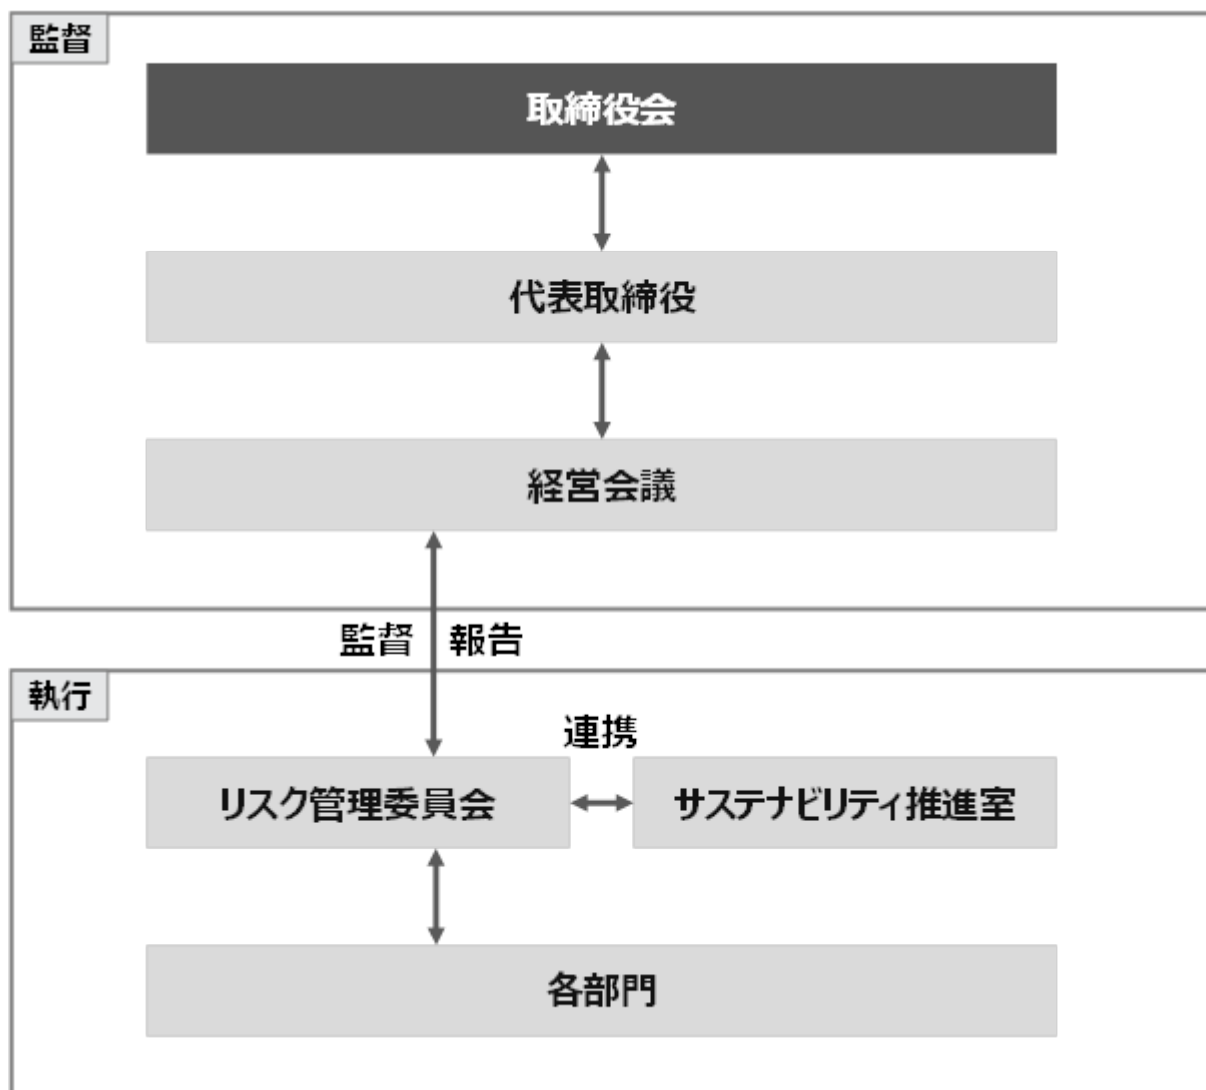 監督
取締役会
代表取締役
経営会議
監督 報告
執行
連携
リスク管理委員会
サステナビリティ推進室
各部門